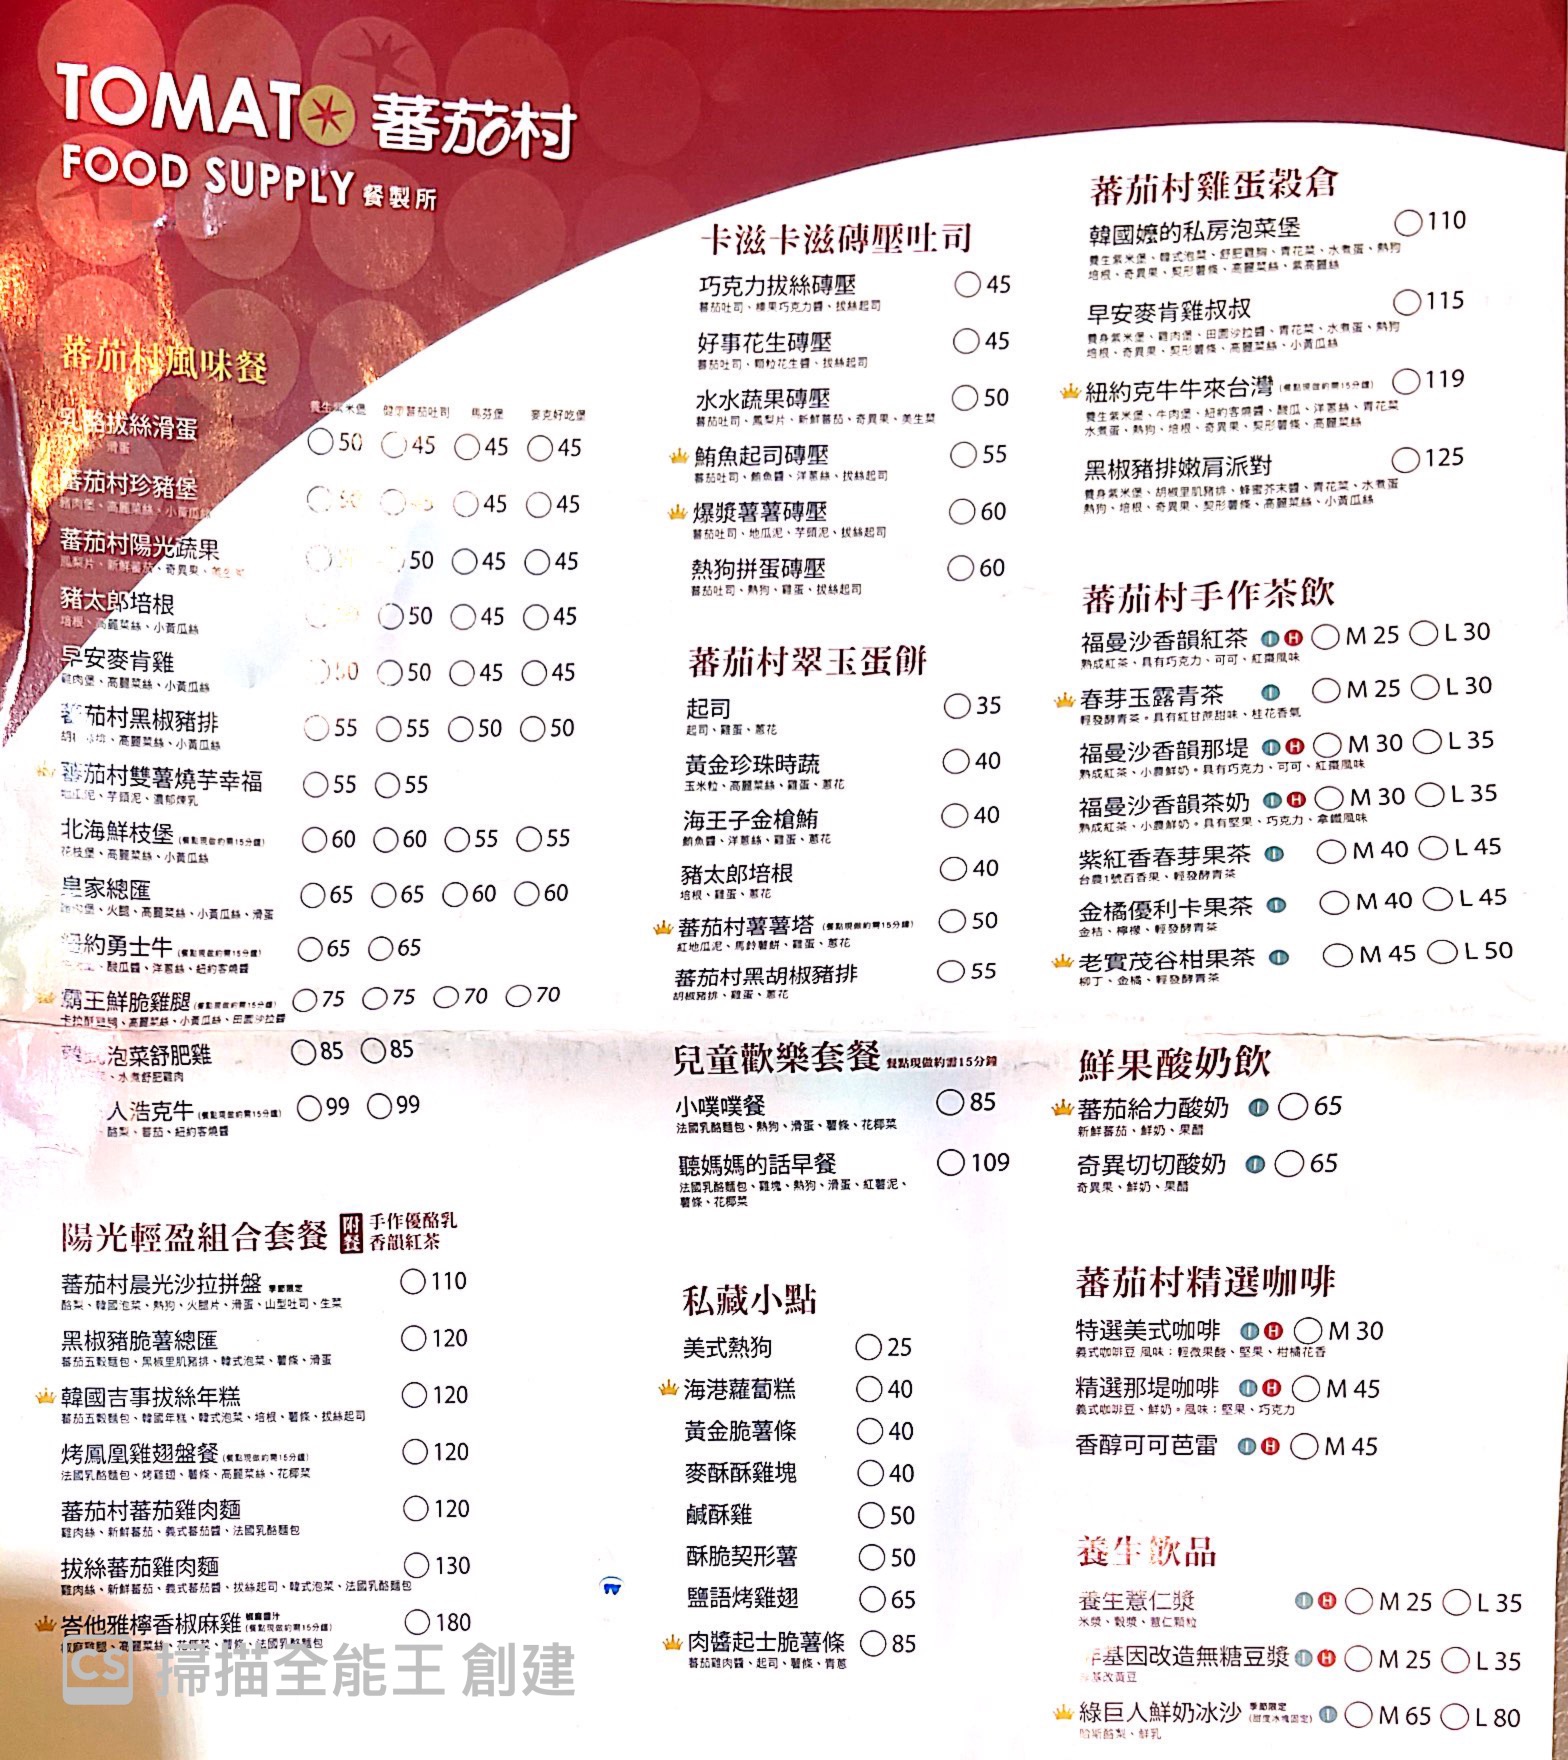 TOMATO 蕃茄村
FOOD SUPPLY 餐製所
蕃茄村風味餐
養生紫米堡 健康蕃茄吐司 馬芬堡 麥克好吃堡
乳酪拔絲滑蛋 50 45 45 45
滑蛋
蕃茄村珍豬堡 45 45
豬肉堡、高麗菜絲、小黃瓜絲
蕃茄村陽光蔬果 50 45 45
鳳梨片、新鮮蕃茄、奇異果、
豬太郎培根 50 45 45
培根、高麗菜絲、小黃瓜絲
早安麥肯雞 50 50 45 45
雞肉堡、高麗菜絲、小黃瓜絲
蕃茄村黑椒豬排 55 55 50 50
高麗菜絲、小黃瓜絲
蕃茄村雙薯燒芋幸福 55 55
地瓜泥、芋頭泥、濃郁煉乳
北海鮮枝堡 (餐點現做約需15分鐘) 60 60 55 55
花枝堡、高麗菜絲、小黃瓜絲
皇家總匯 65 65 60 60
火腿、高麗菜絲、小黃瓜絲、滑蛋
紐約勇士牛 (餐點現做約需15分鐘) 65 65
酸瓜醬、洋蔥絲、紐約客燒醬
霸王鮮脆雞腿 (餐點現做約需15分鐘) 75 75 70 70
卡拉酥雞腿、高麗菜絲、小黃瓜絲、田園沙拉醬
泡菜舒肥雞 85 85
水煮舒肥雞肉
人浩克牛 (餐點現做約需15分鐘) 99 99
酪梨、蕃茄、紐約客燒醬
陽光輕盈組合套餐 附餐 手作優酪乳
香韻紅茶
蕃茄村晨光沙拉拼盤 季節限定 110
酪梨、韓國泡菜、熱狗、火腿片、滑蛋、山型吐司、生菜
黑椒豬脆薯總匯 120
蕃茄五穀麵包、黑椒里肌豬排、韓式泡菜、薯條、滑蛋
韓國吉事拔絲年糕 120
蕃茄五穀麵包、韓國年糕、韓式泡菜、培根、薯條、拔絲起司
烤鳳凰雞翅盤餐 (餐點現做約需15分鐘) 120
法國乳酪麵包、烤雞翅、薯條、高麗菜絲、花椰菜
蕃茄村蕃茄雞肉麵 120
雞肉絲、新鮮蕃茄、義式蕃茄醬、法國乳酪麵包
拔絲蕃茄雞肉麵 130
雞肉絲、新鮮蕃茄、義式蕃茄醬、拔絲起司、韓式泡菜、法國乳酪麵包
峇他雅檸香椒麻雞 椒麻醬汁 (餐點現做約需15分鐘) 180
椒麻雞腿、高麗菜絲、花椰菜、薯條、法國乳酪麵包
卡滋卡滋磚壓吐司
巧克力拔絲磚壓 45
蕃茄吐司、榛果巧克力醬、拔絲起司
好事花生磚壓 45
蕃茄吐司、顆粒花生醬、拔絲起司
水水蔬果磚壓 50
蕃茄吐司、鳳梨片、新鮮蕃茄、奇異果、美生菜
鮪魚起司磚壓 55
蕃茄吐司、鮪魚醬、洋蔥絲、拔絲起司
爆漿薯薯磚壓 60
蕃茄吐司、地瓜泥、芋頭泥、拔絲起司
熱狗拼蛋磚壓 60
蕃茄吐司、熱狗、雞蛋、拔絲起司
蕃茄村翠玉蛋餅
起司 35
起司、雞蛋、蔥花
黃金珍珠時蔬 40
玉米粒、高麗菜絲、雞蛋、蔥花
海王子金槍鮪 40
鮪魚醬、洋蔥絲、雞蛋、蔥花
豬太郎培根 40
培根、雞蛋、蔥花
蕃茄村薯薯塔 (餐點現做約需15分鐘) 50
紅地瓜泥、馬鈴薯餅、雞蛋、蔥花
蕃茄村黑胡椒豬排 55
胡椒豬排、雞蛋、蔥花
兒童歡樂套餐 餐點現做約需15分鐘
小噗噗餐 85
法國乳酪麵包、熱狗、滑蛋、薯條、花椰菜
聽媽媽的話早餐 109
法國乳酪麵包、雞塊、熱狗、滑蛋、紅薯泥、
薯條、花椰菜
私藏小點
美式熱狗 25
海港蘿蔔糕 40
黃金脆薯條 40
麥酥酥雞塊 40
鹹酥雞 50
酥脆契形薯 50
鹽語烤雞翅 65
肉醬起士脆薯條 85
蕃茄雞肉醬、起司、薯條、青蔥
蕃茄村雞蛋穀倉
韓國嬤的私房泡菜堡 110
養生紫米堡、韓式泡菜、舒肥雞胸、青花菜、水煮蛋、熱狗
培根、奇異果、契形薯條、高麗菜絲、紫高麗絲
早安麥肯雞叔叔 115
養身紫米堡、雞肉堡、田園沙拉醬、青花菜、水煮蛋、熱狗
培根、奇異果、契形薯條、高麗菜絲、小黃瓜絲
紐約克牛牛來台灣 (餐點現做約需15分鐘) 119
養生紫米堡、牛肉堡、紐約客燒醬、酸瓜、洋蔥絲、青花菜
水煮蛋、熱狗、培根、奇異果、契形薯條、高麗菜絲
黑椒豬排嫩肩派對 125
養身紫米堡、胡椒里肌豬排、蜂蜜芥末醬、青花菜、水煮蛋
熱狗、培根、奇異果、契形薯條、高麗菜絲、小黃瓜絲
蕃茄村手作茶飲
福曼沙香韻紅茶 I H M 25 L 30
熟成紅茶、具有巧克力、可可、紅棗風味
春芽玉露青茶 I M 25 L 30
輕發酵青茶。具有紅甘蔗甜味、桂花香氣
福曼沙香韻那堤 I H M 30 L 35
熟成紅茶、小農鮮奶。具有巧克力、可可、紅棗風味
福曼沙香韻茶奶 I H M 30 L 35
熟成紅茶、小農鮮奶。具有堅果、巧克力、拿鐵風味
紫紅香春芽果茶 I M 40 L 45
台農1號百香果、輕發酵青茶
金橘優利卡果茶 I M 40 L 45
金桔、檸檬、輕發酵青茶
老實茂谷柑果茶 I M 45 L 50
柳丁、金橘、輕發酵青茶
鮮果酸奶飲
蕃茄給力酸奶 I 65
新鮮蕃茄、鮮奶、果醋
奇異切切酸奶 I 65
奇異果、鮮奶、果醋
蕃茄村精選咖啡
特選美式咖啡 I H M 30
義式咖啡豆 風味：輕微果酸、堅果、柑橘花香
精選那堤咖啡 I H M 45
義式咖啡豆、鮮奶。風味：堅果、巧克力
香醇可可芭雷 I H M 45
養生飲品
養生薏仁漿 I H M 25 L 35
米漿、穀漿、薏仁顆粒
非基因改造無糖豆漿 I H M 25 L 35
非基改黃豆
綠巨人鮮奶冰沙 季節限定 (甜度冰塊固定) I M 65 L 80
哈斯酪梨、鮮乳
CS 掃描全能王 創建